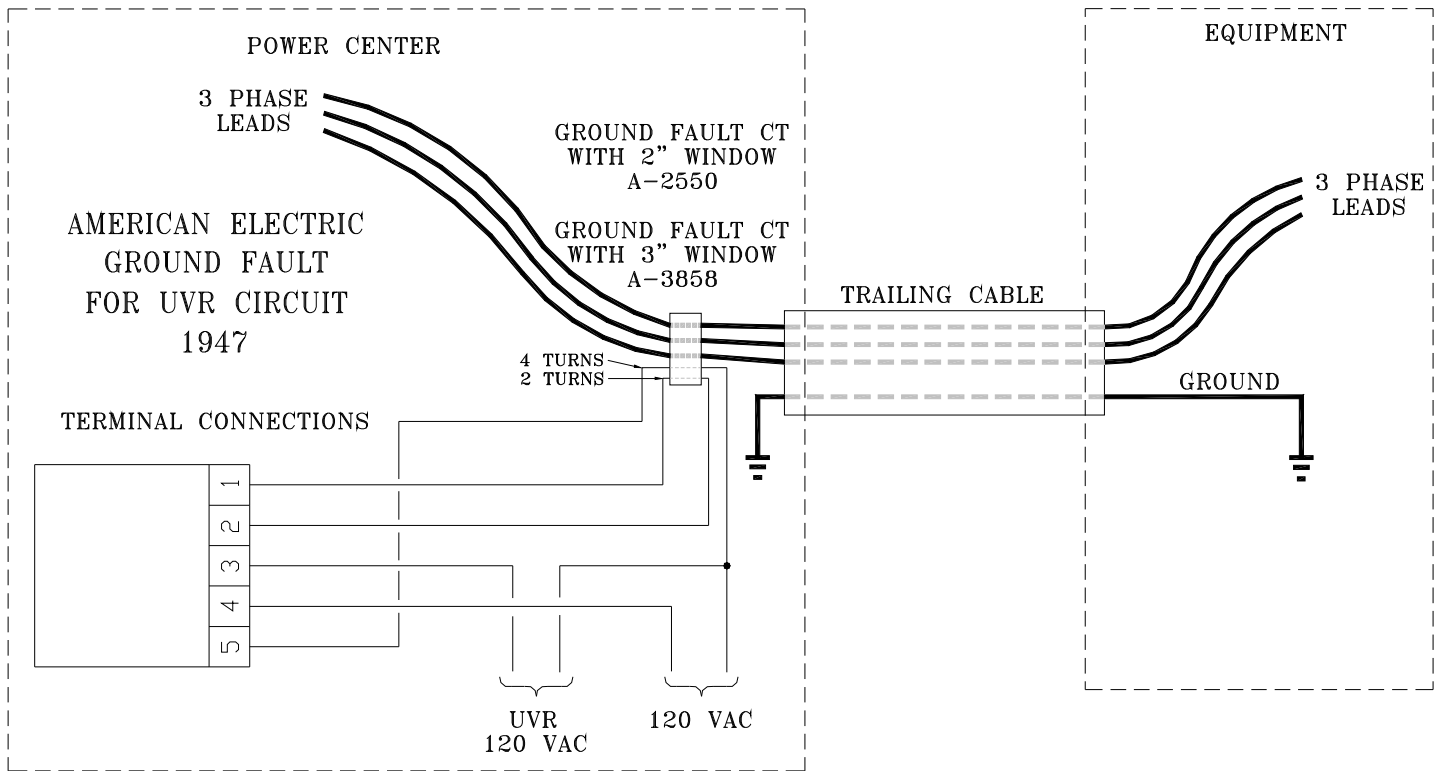 POWER CENTER
EQUIPMENT
3 PHASE
LEADS
GROUND FAULT CT
WITH 2" WINDOW
A-2550
3 PHASE
LEADS
AMERICAN ELECTRIC
GROUND FAULT
FOR UVR CIRCUIT
1947
GROUND FAULT CT
WITH 3" WINDOW
A-3858
TRAILING CABLE
4 TURNS
2 TURNS
GROUND
TERMINAL CONNECTIONS
1
2
3
4
5
UVR
120 VAC
120 VAC